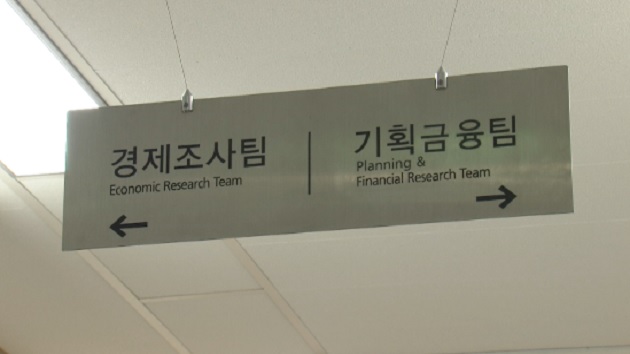 경제조사팀
Economic Research Team
←
기획금융팀
Planning &
Financial Research Team
→